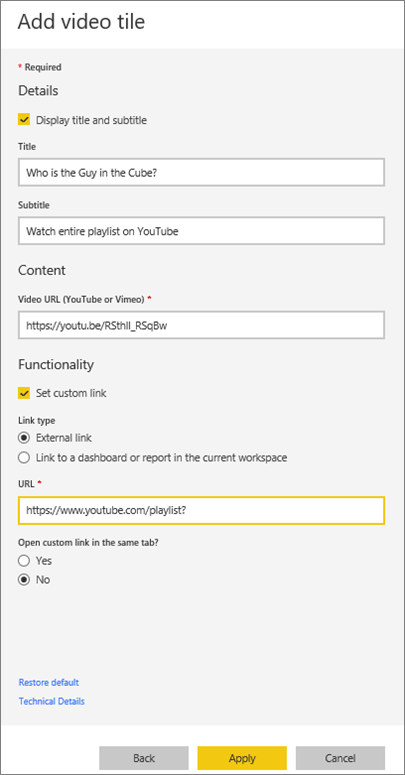 Add video tile
* Required
Details
Display title and subtitle
Title
Who is the Guy in the Cube?
Subtitle
Watch entire playlist on YouTube
Content
Video URL (YouTube or Vimeo) *
https://youtu.be/RSthlI_RSqBw
Functionality
Set custom link
Link type
External link
Link to a dashboard or report in the current workspace
URL *
https://www.youtube.com/playlist?
Open custom link in the same tab?
Yes
No
Restore default
Technical Details
Back Apply Cancel